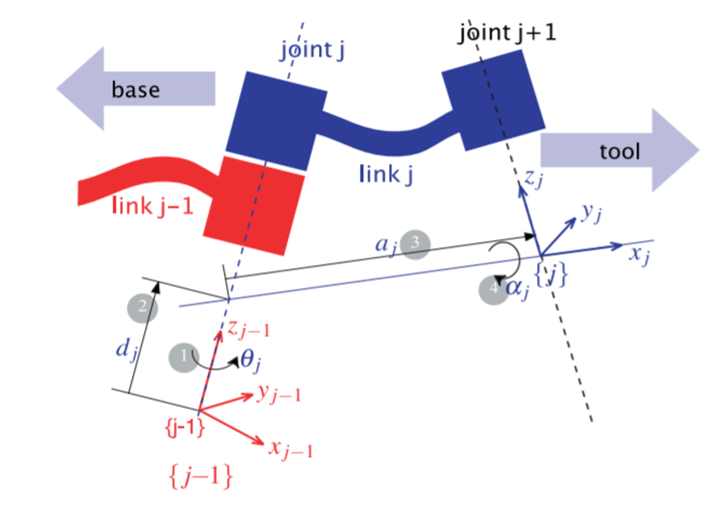 joint j
joint j+1
base
tool
link j
link j–1
z_j
y_j
a_j 3
x_j
{j}
4 α_j
2
d_j
z_{j−1}
1 θ_j
y_{j−1}
{j-1}
x_{j−1}
{j−1}